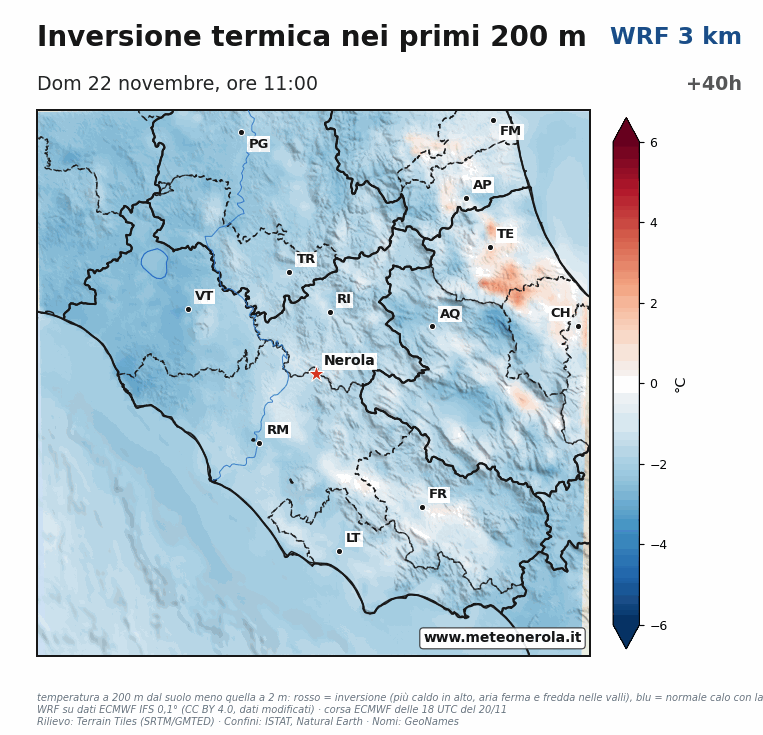 Inversione termica nei primi 200 m
WRF 3 km
Dom 22 novembre, ore 11:00
+40h
FM
PG
AP
TE
TR
VT
RI
AQ
CH
Nerola
RM
FR
LT
www.meteonerola.it
6
4
2
0
−2
−4
−6
°C
temperatura a 200 m dal suolo meno quella a 2 m: rosso = inversione (più caldo in alto, aria ferma e fredda nelle valli), blu = normale calo con la
WRF su dati ECMWF IFS 0,1° (CC BY 4.0, dati modificati) · corsa ECMWF delle 18 UTC del 20/11
Rilievo: Terrain Tiles (SRTM/GMTED) · Confini: ISTAT, Natural Earth · Nomi: GeoNames